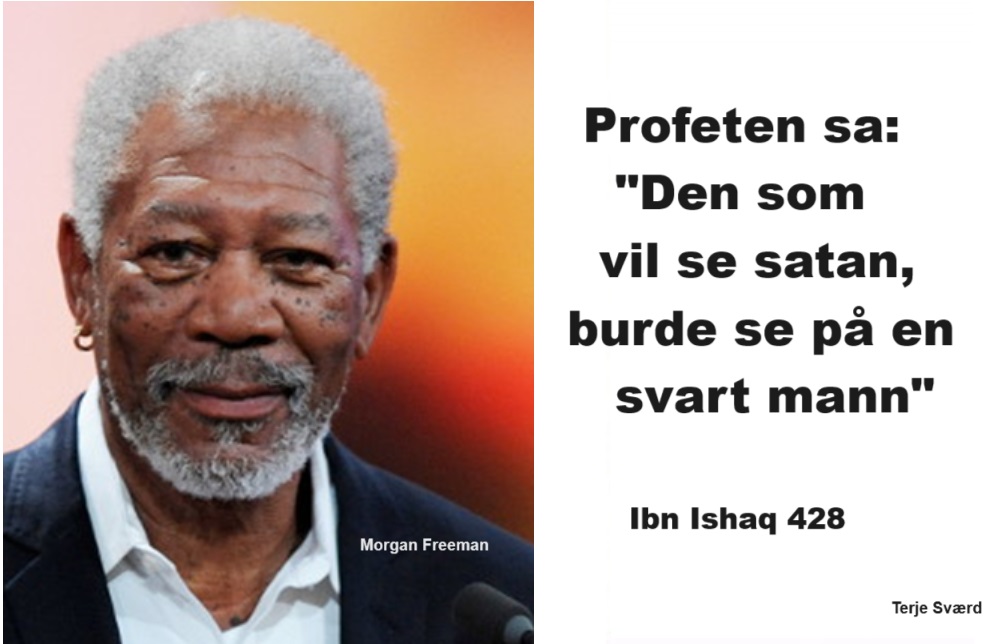 Profeten sa:
"Den som
vil se satan,
burde se på en
svart mann"
Ibn Ishaq 428
Morgan Freeman
Terje Sværd